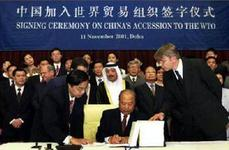 中国加入世界贸易组织签字仪式
SIGNING CEREMONY ON CHINA'S ACCESSION TO THE WTO
11 November 2001, Doha